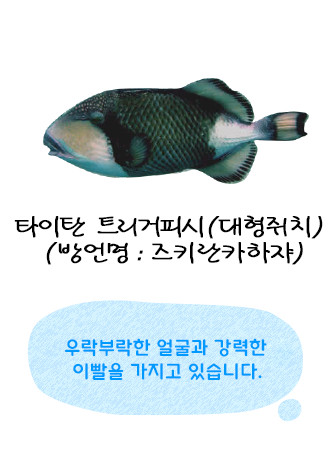 타이탄 트리거피시(대형쥐치)
(방언명 : 즈키란카하쟈)
우락부락한 얼굴과 강력한
이빨을 가지고 있습니다.